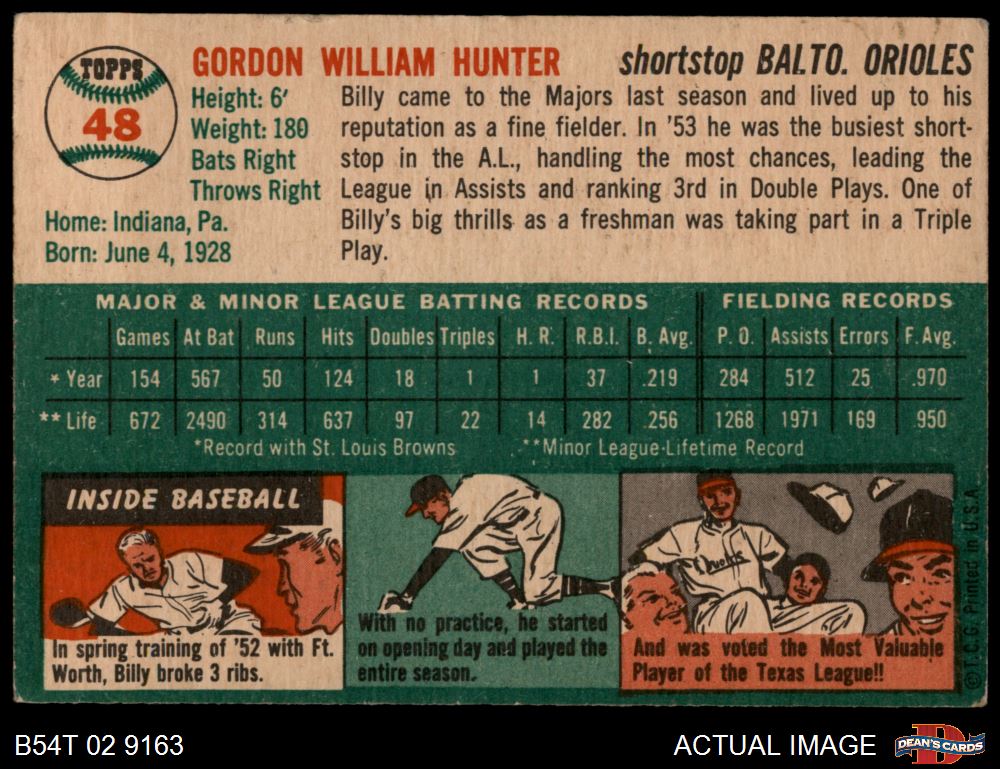 TOPPS
48
GORDON WILLIAM HUNTER
shortstop BALTO. ORIOLES
Height: 6'
Weight: 180
Bats Right
Throws Right
Home: Indiana, Pa.
Born: June 4, 1928
Billy came to the Majors last season and lived up to his
reputation as a fine fielder. In '53 he was the busiest short-
stop in the A.L., handling the most chances, leading the
League in Assists and ranking 3rd in Double Plays. One of
Billy's big thrills as a freshman was taking part in a Triple
Play.
MAJOR & MINOR LEAGUE BATTING RECORDS FIELDING RECORDS
Games At Bat Runs Hits Doubles Triples H. R. R.B.I. B. Avg. P. O. Assists Errors F. Avg.
* Year 154 567 50 124 18 1 1 37 .219 284 512 25 .970
** Life 672 2490 314 637 97 22 14 282 .256 1268 1971 169 .950
*Record with St. Louis Browns **Minor League-Lifetime Record
INSIDE BASEBALL
In spring training of '52 with Ft.
Worth, Billy broke 3 ribs.
With no practice, he started
on opening day and played the
entire season.
And was voted the Most Valuable
Player of the Texas League!!
© T. C. G. Printed in U.S.A
B54T 02 9163
ACTUAL IMAGE
D
DEAN'S CARDS